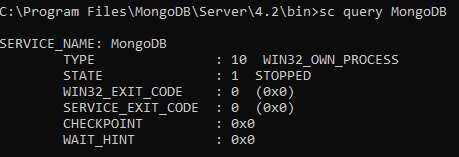 C:\Program Files\MongoDB\Server\4.2\bin>sc query MongoDB
SERVICE_NAME: MongoDB
        TYPE               : 10  WIN32_OWN_PROCESS
        STATE              : 1  STOPPED
        WIN32_EXIT_CODE    : 0  (0x0)
        SERVICE_EXIT_CODE  : 0  (0x0)
        CHECKPOINT         : 0x0
        WAIT_HINT          : 0x0